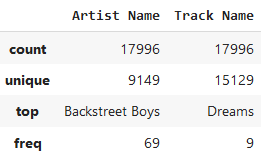 Artist Name Track Name
count 17996 17996
unique 9149 15129
top Backstreet Boys Dreams
freq 69 9